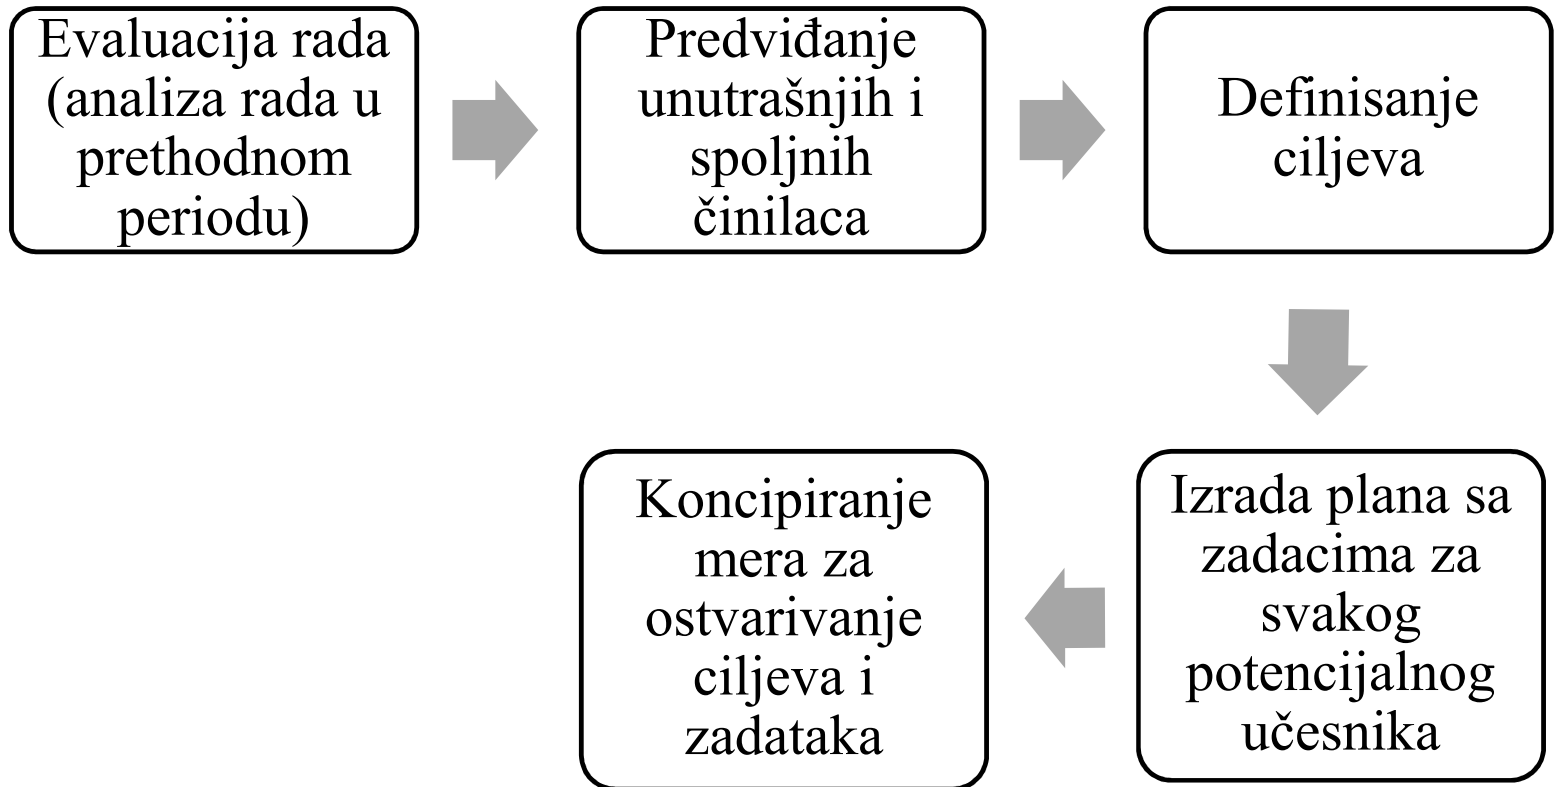 Evaluacija rada
(analiza rada u
prethodnom
periodu)
Predviđanje
unutrašnjih i
spoljnih
činilaca
Definisanje
ciljeva
Izrada plana sa
zadacima za
svakog
potencijalnog
učesnika
Koncipiranje
mera za
ostvarivanje
ciljeva i
zadataka